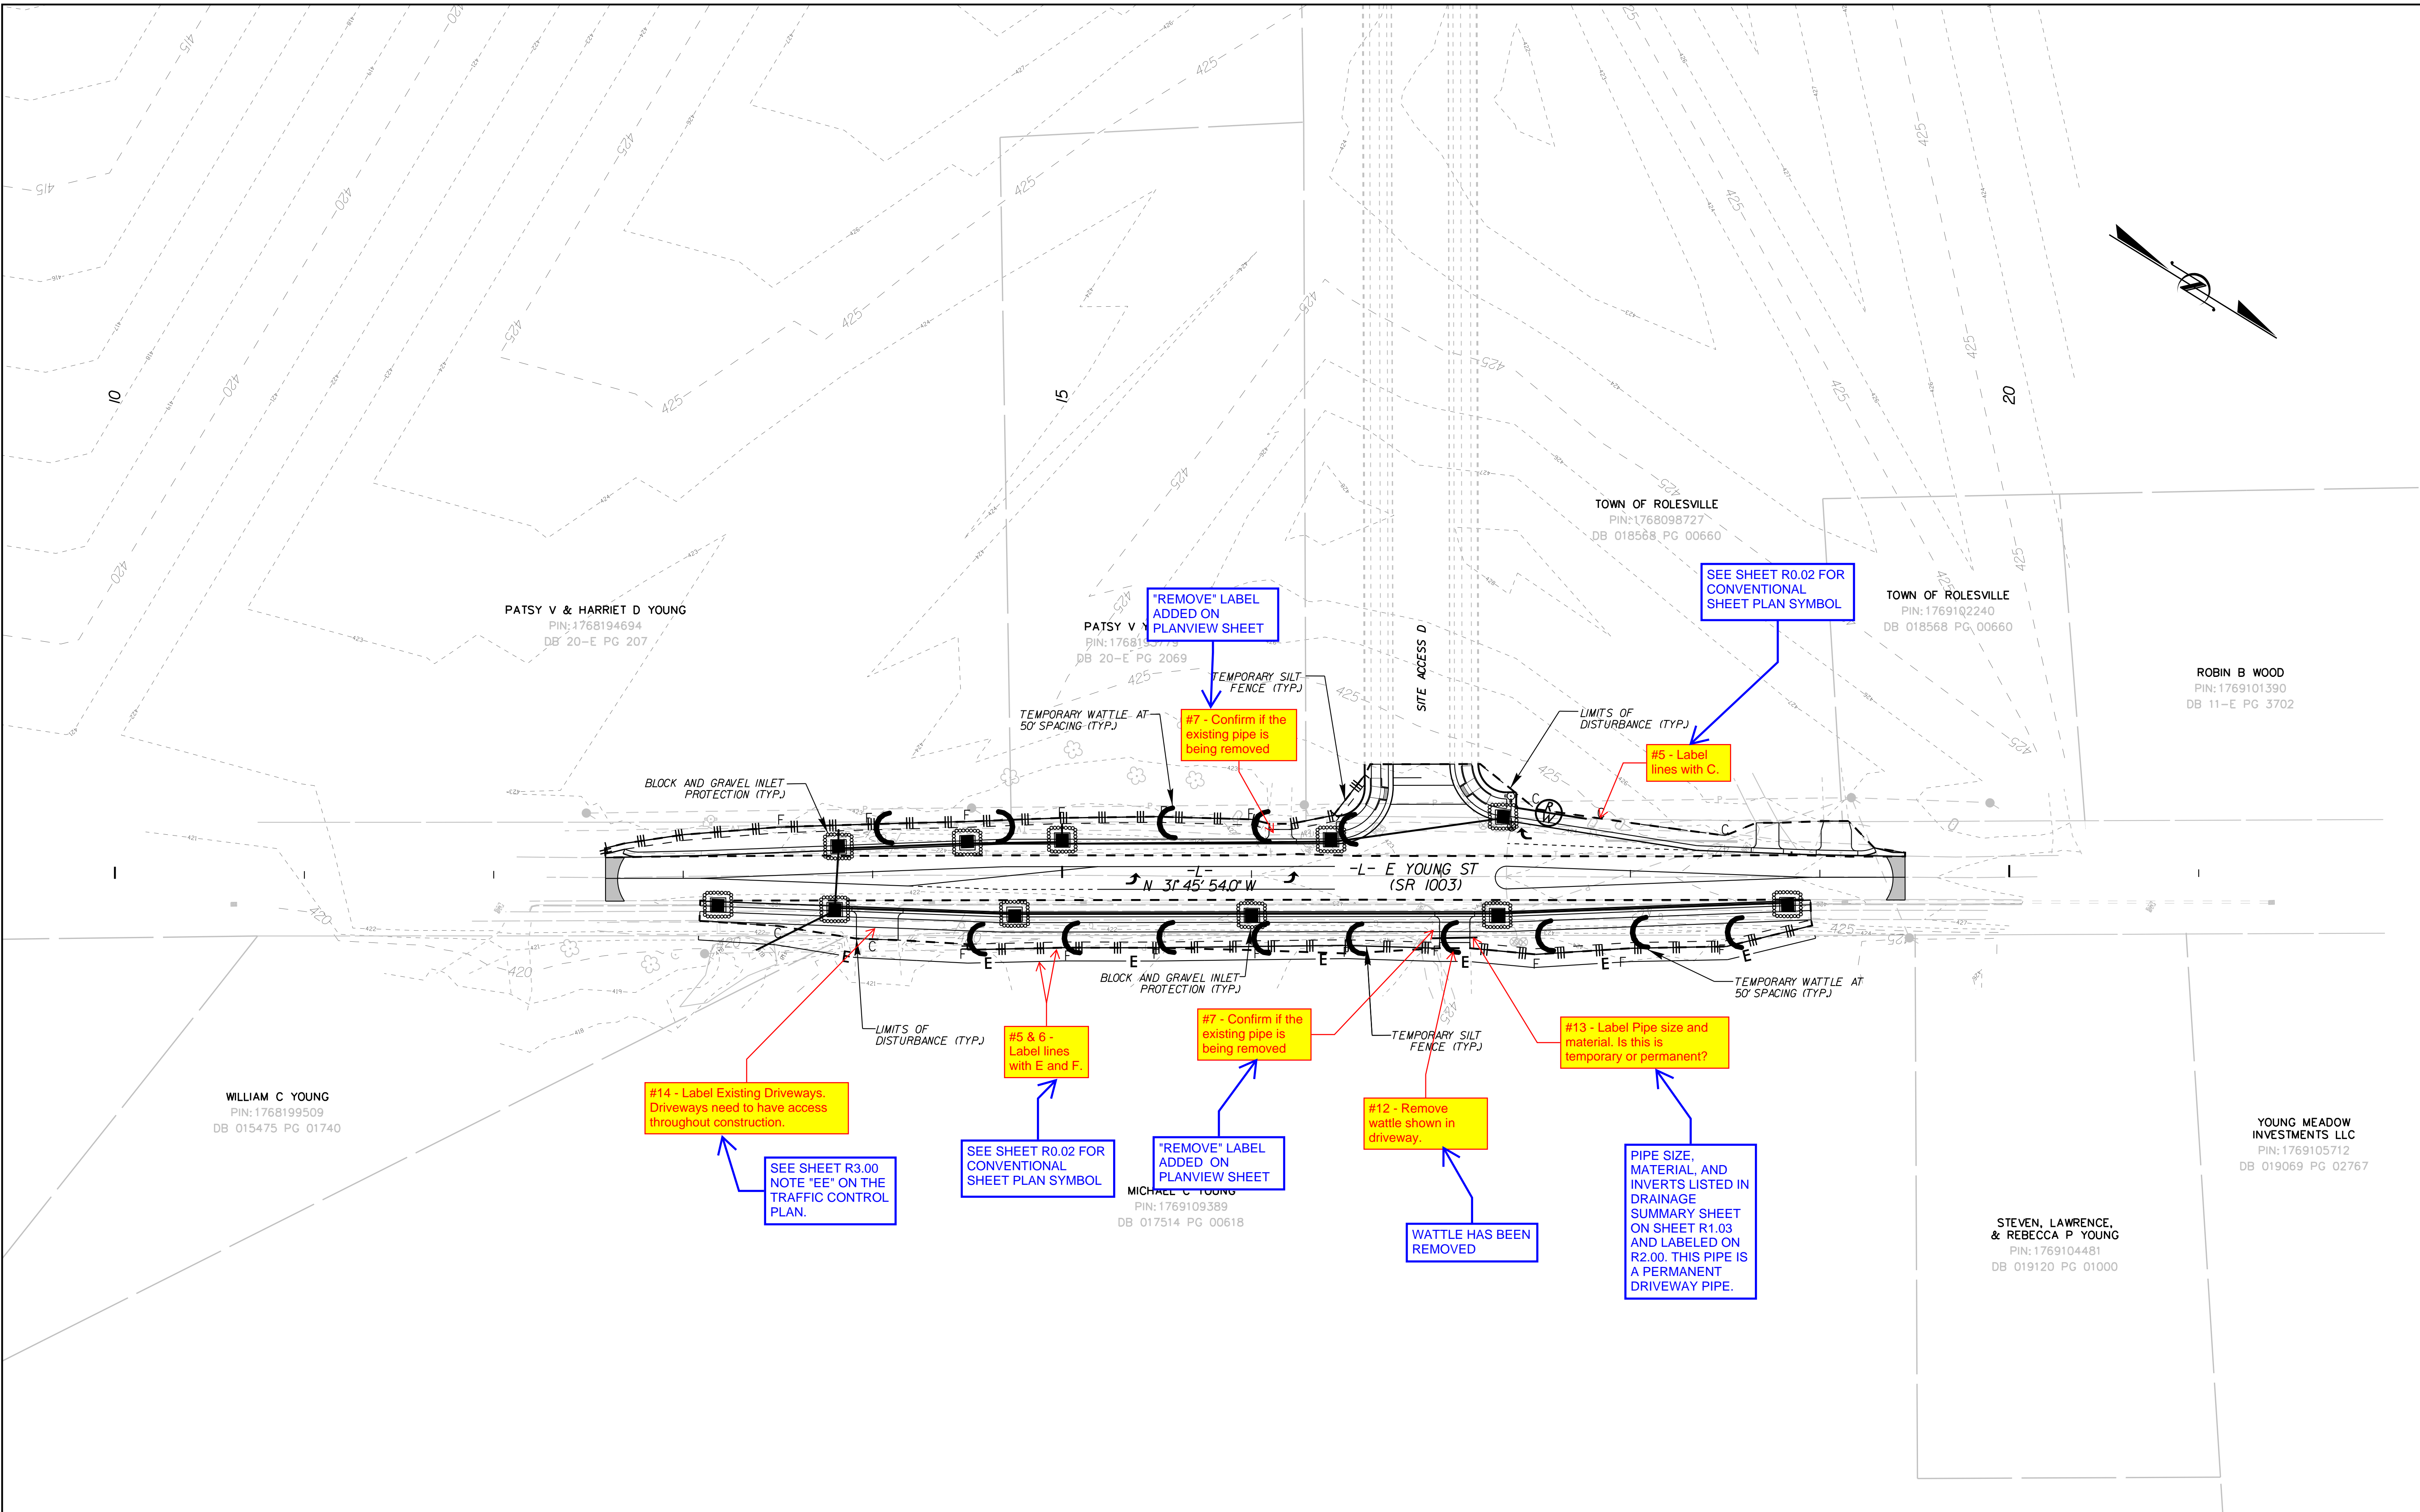 10
15
20
TOWN OF ROLESVILLE
PIN:1768098727
DB 018568 PG 00660
SEE SHEET R0.02 FOR
CONVENTIONAL
SHEET PLAN SYMBOL
TOWN OF ROLESVILLE
PIN:1769102240
DB 018568 PG 00660
PATSY V & HARRIET D YOUNG
PIN:1768194694
DB 20-E PG 207
"REMOVE" LABEL
ADDED ON
PLANVIEW SHEET
PATSY V
DB 20-E PG 2069
ROBIN B WOOD
PIN:1769101390
DB 11-E PG 3702
SITE ACCESS D
TEMPORARY SILT
FENCE (TYP.)
TEMPORARY WATTLE AT
50' SPACING (TYP.)
#7 - Confirm if the
existing pipe is
being removed
LIMITS OF
DISTURBANCE (TYP.)
#5 - Label
lines with C.
BLOCK AND GRAVEL INLET
PROTECTION (TYP.)
R/W
-L-
N 31° 45' 54.0" W
-L- E YOUNG ST
(SR 1003)
BLOCK AND GRAVEL INLET
PROTECTION (TYP.)
TEMPORARY WATTLE AT
50' SPACING (TYP.)
LIMITS OF
DISTURBANCE (TYP.)
#5 & 6 -
Label lines
with E and F.
#7 - Confirm if the
existing pipe is
being removed
TEMPORARY SILT
FENCE (TYP.)
#13 - Label Pipe size and
material. Is this
temporary or permanent?
#14 - Label Existing Driveways.
Driveways need to have access
throughout construction.
#12 - Remove
wattle shown in
driveway.
WILLIAM C YOUNG
PIN:1768199509
DB 015475 PG 01740
SEE SHEET R3.00
NOTE "EE" ON THE
TRAFFIC CONTROL
PLAN.
SEE SHEET R0.02 FOR
CONVENTIONAL
SHEET PLAN SYMBOL
"REMOVE" LABEL
ADDED ON
PLANVIEW SHEET
MICHAEL C YOUNG
PIN:1769109389
DB 017514 PG 00618
WATTLE HAS BEEN
REMOVED
PIPE SIZE,
MATERIAL, AND
INVERTS LISTED IN
DRAINAGE
SUMMARY SHEET
ON SHEET R1.03
AND LABELED ON
R2.00. THIS PIPE IS
A PERMANENT
DRIVEWAY PIPE.
YOUNG MEADOW
INVESTMENTS LLC
PIN:1769105712
DB 019069 PG 02767
STEVEN, LAWRENCE,
& REBECCA P YOUNG
PIN:1769104481
DB 019120 PG 01000